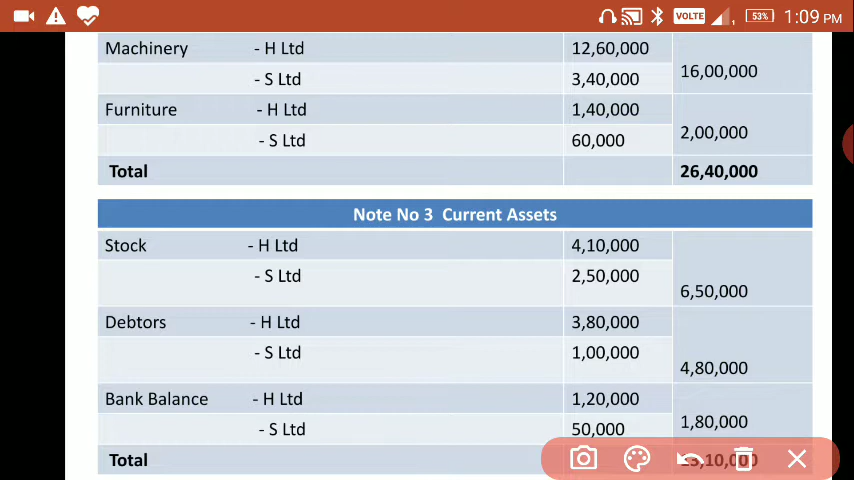 VOLTE 53% 1:09 PM
Machinery - H Ltd 12,60,000
- S Ltd 3,40,000 16,00,000
Furniture - H Ltd 1,40,000
- S Ltd 60,000 2,00,000
Total 26,40,000
Note No 3 Current Assets
Stock - H Ltd 4,10,000
- S Ltd 2,50,000
6,50,000
Debtors - H Ltd 3,80,000
- S Ltd 1,00,000
4,80,000
Bank Balance - H Ltd 1,20,000
- S Ltd 50,000 1,80,000
Total